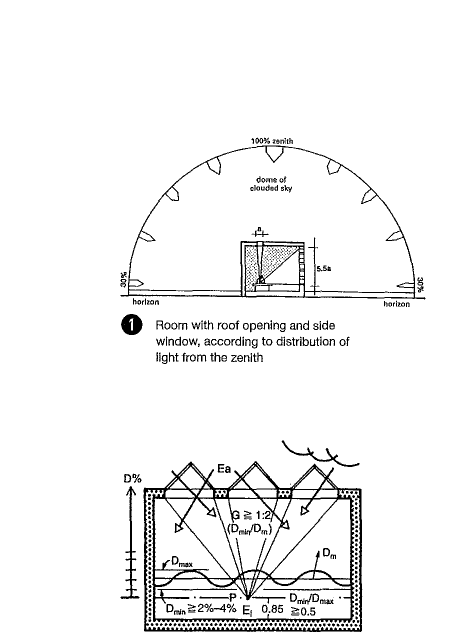 100% zenith
dome of
clouded sky
a
5.5a
30%
30%
horizon
horizon
1 Room with roof opening and side
window, according to distribution of
light from the zenith
D%
Ea
G ≧ 1:2
(Dmin/Dm)
Dmax
Dm
P
Dmin/Dmax
Dmin ≧ 2%–4%
Ei
0,85
≧0.5